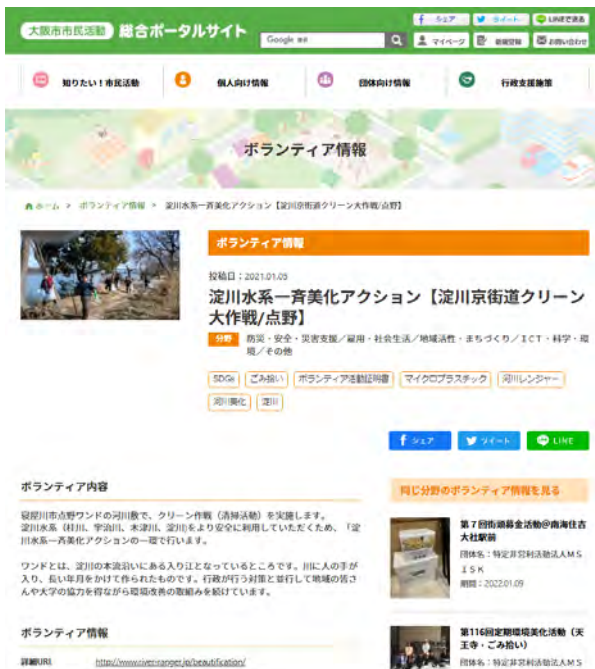 大阪市市民活動 総合ポータルサイト
Google
シェア
ツイート
LINEで送る
マイページ
新規登録
お問い合わせ
知りたい！市民活動
個人向け情報
団体向け情報
行政支援施策
ボランティア情報
ホーム > ボランティア情報 > 淀川水系一斉美化アクション【淀川京街道クリーン大作戦/点野】
ボランティア情報
投稿日：2021.01.05
淀川水系一斉美化アクション【淀川京街道クリーン
大作戦/点野】
分野 防災・安全・災害支援／雇用・社会生活／地域活性・まちづくり／ICT・科学・環
境／その他
SDGs ごみ拾い ボランティア活動証明書 マイクロプラスチック 河川レンジャー
河川美化 淀川
シェア ツイート LINE
ボランティア内容
寝屋川市点野ワンドの河川敷で、クリーン作戦（清掃活動）を実施します。
淀川水系（桂川、宇治川、木津川、淀川）をより安全に利用していただくため、「淀
川水系一斉美化アクションの一環で行います。
ワンドとは、淀川の本流沿いにある入り江となっているところです。川に人の手が
入り、長い年月をかけて作られたものです。行政が行う対策と並行して地域の皆さ
んや大学の協力を得ながら環境改善の取組みを続けています。
ボランティア情報
詳細URL http://www.river-ranger.jp/beautification/
同じ分野のボランティア情報を見る
第７回街頭募金活動@南海住吉
大社駅前
団体名：特定非営利活動法人ＭＳ
ＩＳＫ
期間：2022.01.09
第116回定期環境美化活動（天
王寺・ごみ拾い）
団体名：特定非営利活動法人ＭＳ